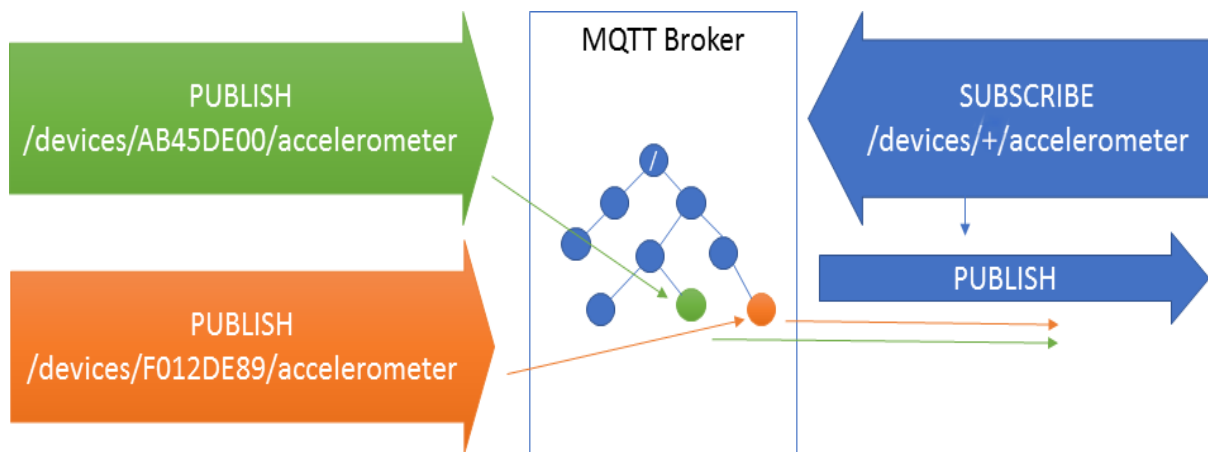 MQTT Broker
PUBLISH
/devices/AB45DE00/accelerometer
SUBSCRIBE
/devices/+/accelerometer
/
PUBLISH
/devices/F012DE89/accelerometer
PUBLISH